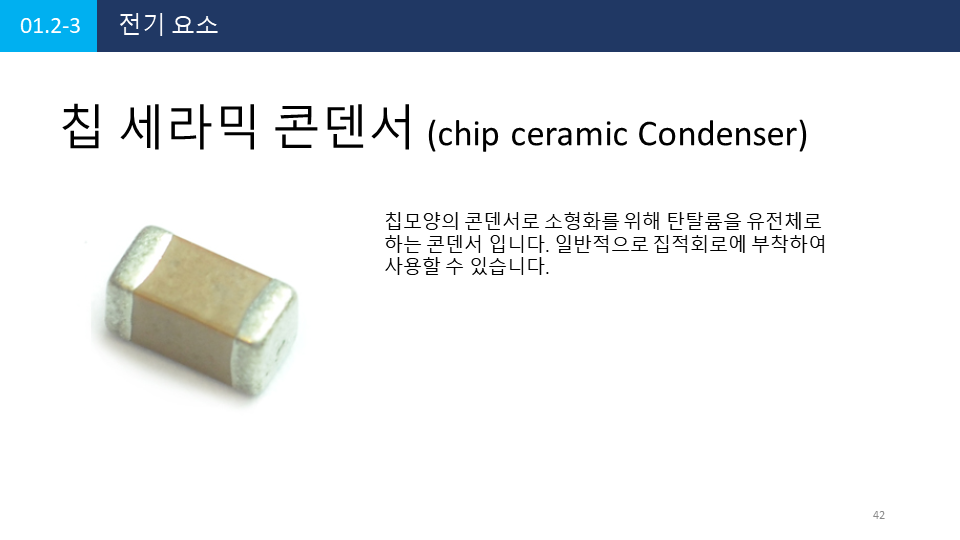 01.2-3 전기 요소
칩 세라믹 콘덴서 (chip ceramic Condenser)
칩모양의 콘덴서로 소형화를 위해 탄탈륨을 유전체로
하는 콘덴서 입니다. 일반적으로 집적회로에 부착하여
사용할 수 있습니다.
42